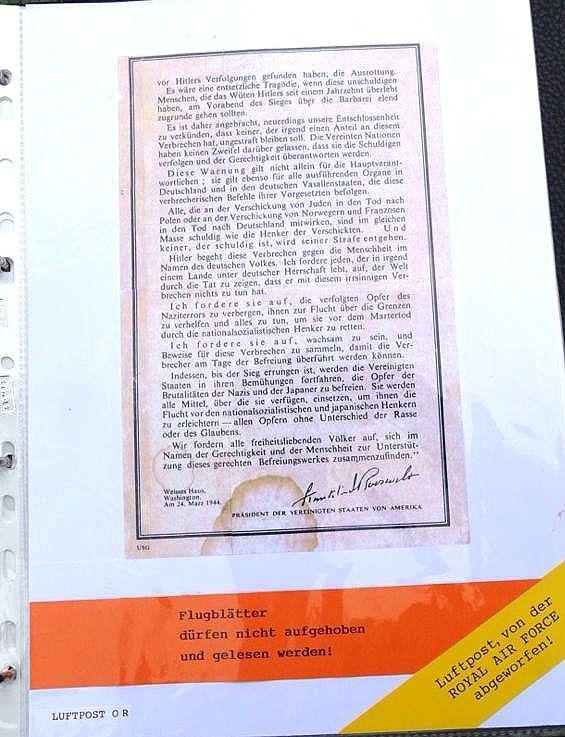 vor Hitlers Verfolgungen gefunden haben, die Ausrottung.
Es wäre eine entsetzliche Tragödie, wenn diese unschuldigen
Menschen, die das Wüten Hitlers seit einem Jahrzehnt überlebt
haben, am Vorabend des Sieges über die Barbarei elend
zugrunde gehen sollten.
Es ist daher angebracht, neuerdings unsere Entschlossenheit
zu verkünden, dass keiner, der irgend einen Anteil an diesem
Verbrechen hat, ungestraft bleiben soll. Die Vereinten Nationen
haben keinen Zweifel darüber gelassen, dass sie die Schuldigen
verfolgen und der Gerechtigkeit überantworten werden.
Diese Warnung gilt nicht allein für die Hauptverant-
wortlichen ; sie gilt ebenso für alle ausführenden Organe in
Deutschland und in den deutschen Vasallenstaaten, die diese
verbrecherischen Befehle ihrer Vorgesetzten befolgen.
Alle, die an der Verschickung von Juden in den Tod nach
Polen oder an der Verschickung von Norwegern und Franzosen
in den Tod nach Deutschland mitwirken, sind im gleichen
Masse schuldig wie die Henker der Verschickten. Und
keiner, der schuldig ist, wird seiner Strafe entgehen.
Hitler begeht diese Verbrechen gegen die Menschheit im
Namen des deutschen Volkes. Ich fordere jeden, der in irgend
einem Lande unter deutscher Herrschaft lebt, auf, der Welt
durch die Tat zu zeigen, dass er mit diesem irrsinnigen Ver-
brechen nichts zu tun hat.
Ich fordere sie auf, die verfolgten Opfer des
Naziterrors zu verbergen, ihnen zur Flucht über die Grenzen
zu verhelfen und alles zu tun, um sie vor dem Martertod
durch die nationalsozialistischen Henker zu retten.
Ich fordere sie auf, wachsam zu sein, und
Beweise für diese Verbrechen zu sammeln, damit die Ver-
brecher am Tage der Befreiung überführt werden können.
Indessen, bis der Sieg errungen ist, werden die Vereinigten
Staaten in ihren Bemühungen fortfahren, die Opfer der
Brutalitäten der Nazis und der Japaner zu befreien. Sie werden
alle Mittel, über die sie verfügen, einsetzen, um ihnen die
Flucht vor den nationalsozialistischen und japanischen Henkern
zu erleichtern — allen Opfern ohne Unterschied der Rasse
oder des Glaubens.
Wir fordern alle freiheitsliebenden Völker auf, sich im
Namen der Gerechtigkeit und der Menschheit zur Unterstüt-
zung dieses gerechten Befreiungswerkes zusammenzufinden."
Weisses Haus,
Washington,
Am 24. März 1944.
Franklin D Roosevelt
PRÄSIDENT DER VEREINIGTEN STAATEN VON AMERIKA
USG
Flugblätter
dürfen nicht aufgehoben
und gelesen werden!
Luftpost, von der
ROYAL AIR FORCE
abgeworfen!
LUFTPOST O R